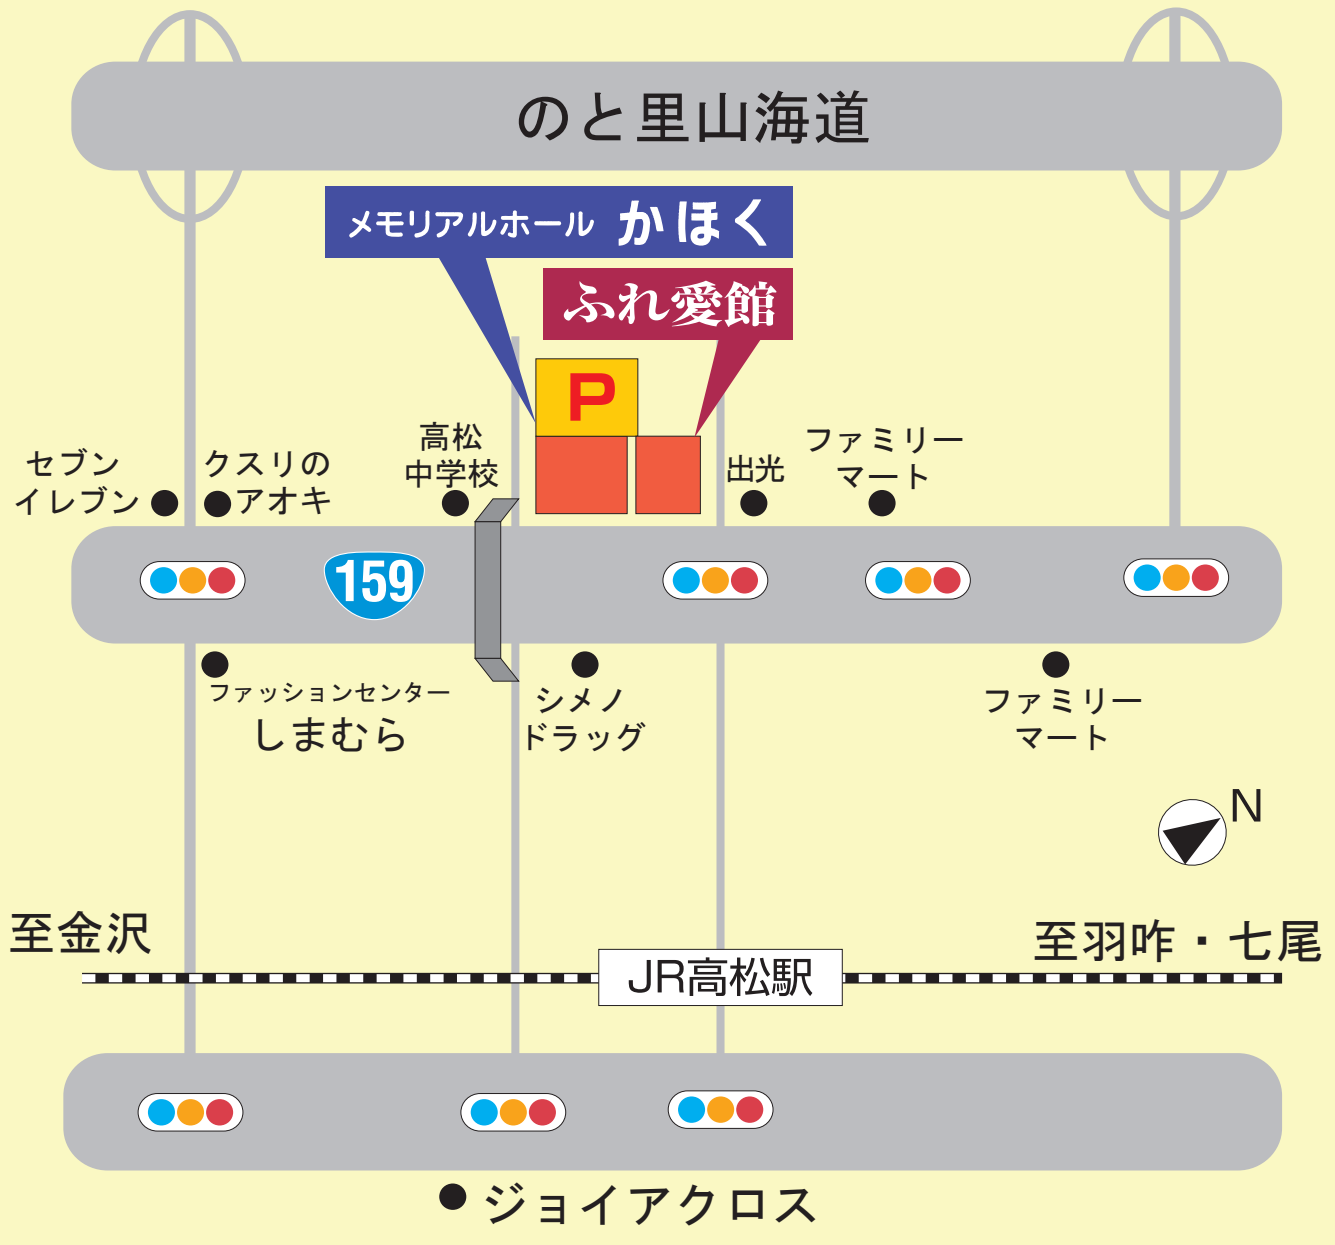 のと里山海道
メモリアルホール かほく
ふれ愛館
P
高松
中学校
セブン
イレブン
クスリの
アオキ
出光
ファミリー
マート
159
ファッションセンター
しまむら
シメノ
ドラッグ
ファミリー
マート
N
至金沢
至羽咋・七尾
JR高松駅
ジョイアクロス